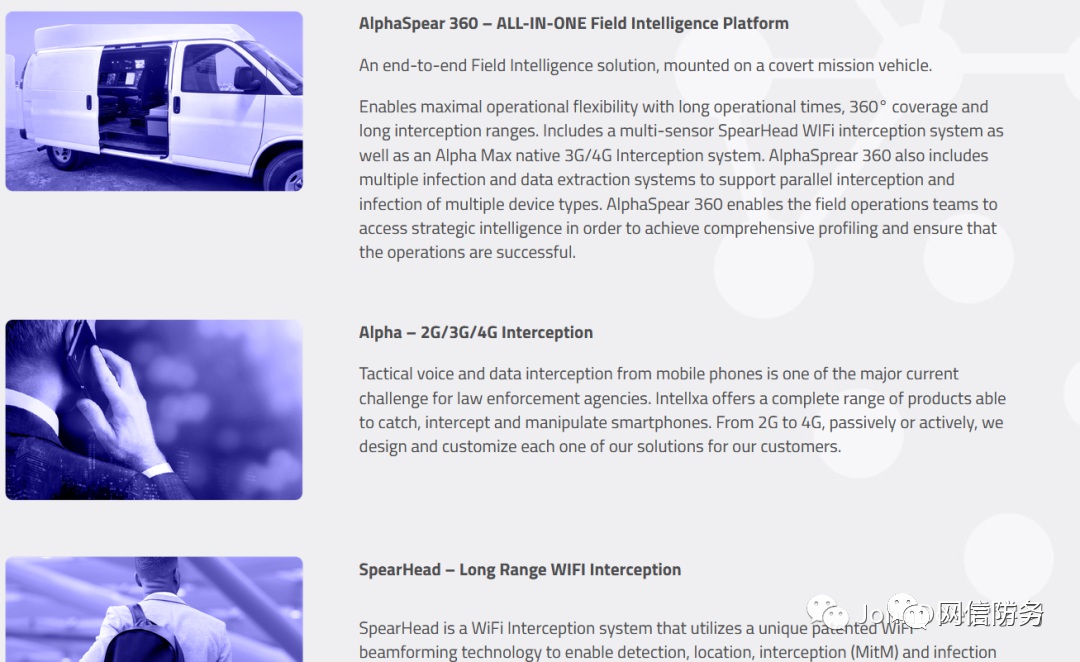 AlphaSpear 360 – ALL-IN-ONE Field Intelligence Platform
An end-to-end Field Intelligence solution, mounted on a covert mission vehicle.
Enables maximal operational flexibility with long operational times, 360° coverage and
long interception ranges. Includes a multi-sensor SpearHead WIFi interception system as
well as an Alpha Max native 3G/4G Interception system. AlphaSprear 360 also includes
multiple infection and data extraction systems to support parallel interception and
infection of multiple device types. AlphaSpear 360 enables the field operations teams to
access strategic intelligence in order to achieve comprehensive profiling and ensure that
the operations are successful.
Alpha – 2G/3G/4G Interception
Tactical voice and data interception from mobile phones is one of the major current
challenge for law enforcement agencies. Intellxa offers a complete range of products able
to catch, intercept and manipulate smartphones. From 2G to 4G, passively or actively, we
design and customize each one of our solutions for our customers.
SpearHead – Long Range WIFI Interception
SpearHead is a WiFi Interception system that utilizes a unique patented WiFi
beamforming technology to enable detection, location, interception (MitM) and infection
网信防务